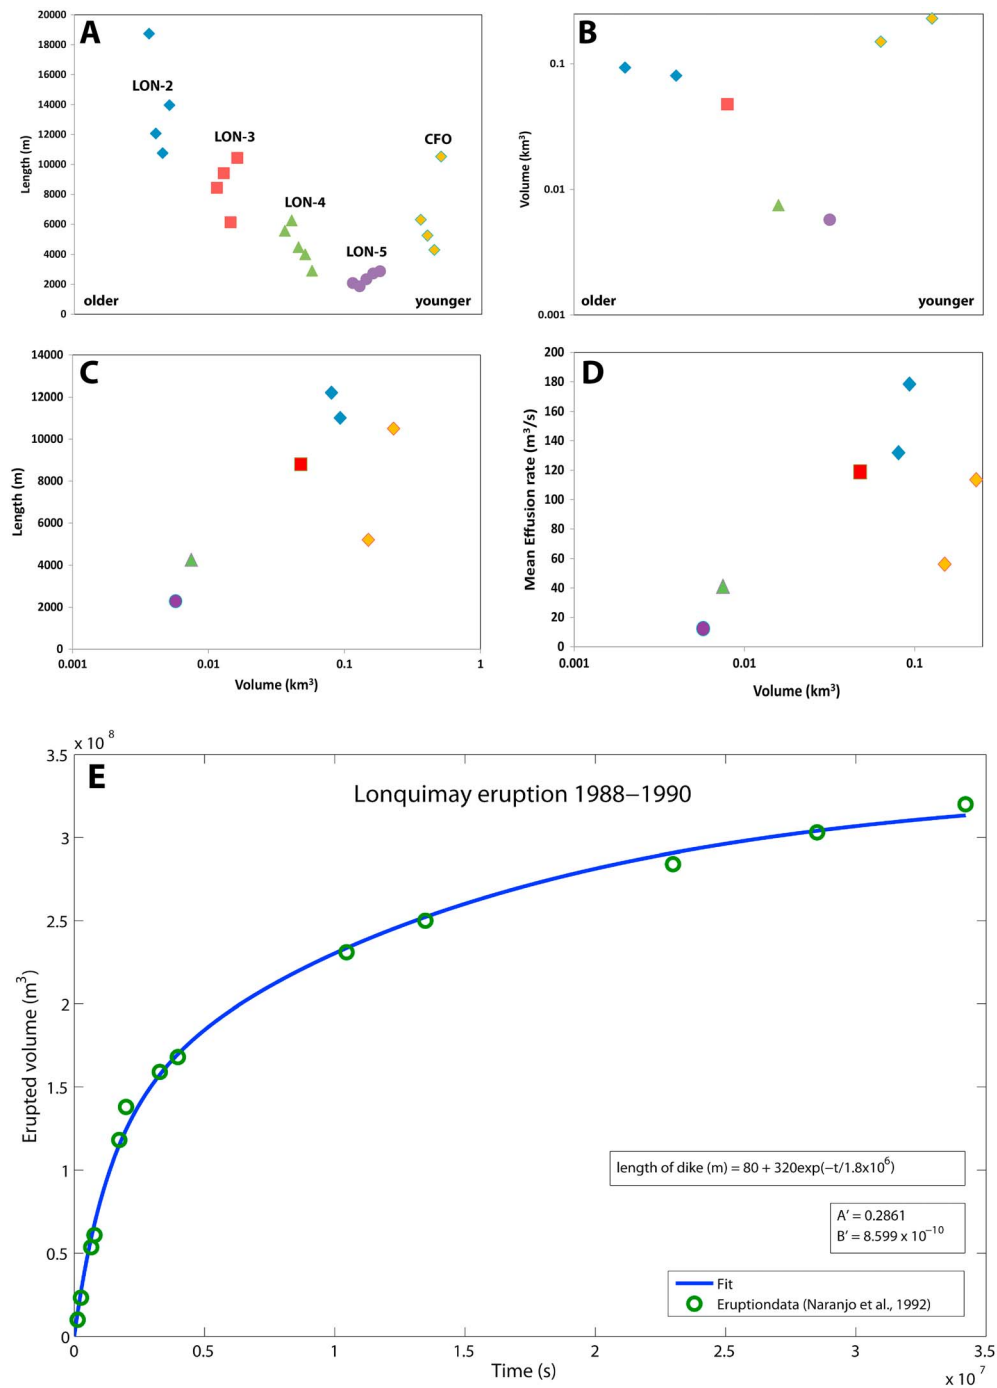 A
20000
18000
16000
14000
12000
10000
8000
6000
4000
2000
0
Length (m)
LON-2
LON-3
LON-4
LON-5
CFO
older
younger
B
0.1
0.01
0.001
Volume (km³)
older
younger
C
14000
12000
10000
8000
6000
4000
2000
0
Length (m)
0.001
0.01
0.1
1
Volume (km³)
D
200
180
160
140
120
100
80
60
40
20
0
Mean Effusion rate (m³/s)
0.001
0.01
0.1
Volume (km³)
x 10⁸
E
Lonquimay eruption 1988–1990
3.5
3
2.5
2
1.5
1
0.5
0
Erupted volume (m³)
length of dike (m) = 80 + 320exp(−t/1.8x10⁶)
A′ = 0.2861
B′ = 8.599 x 10⁻¹⁰
Fit
Eruptiondata (Naranjo et al., 1992)
0
0.5
1
1.5
2
2.5
3
3.5
Time (s)
x 10⁷